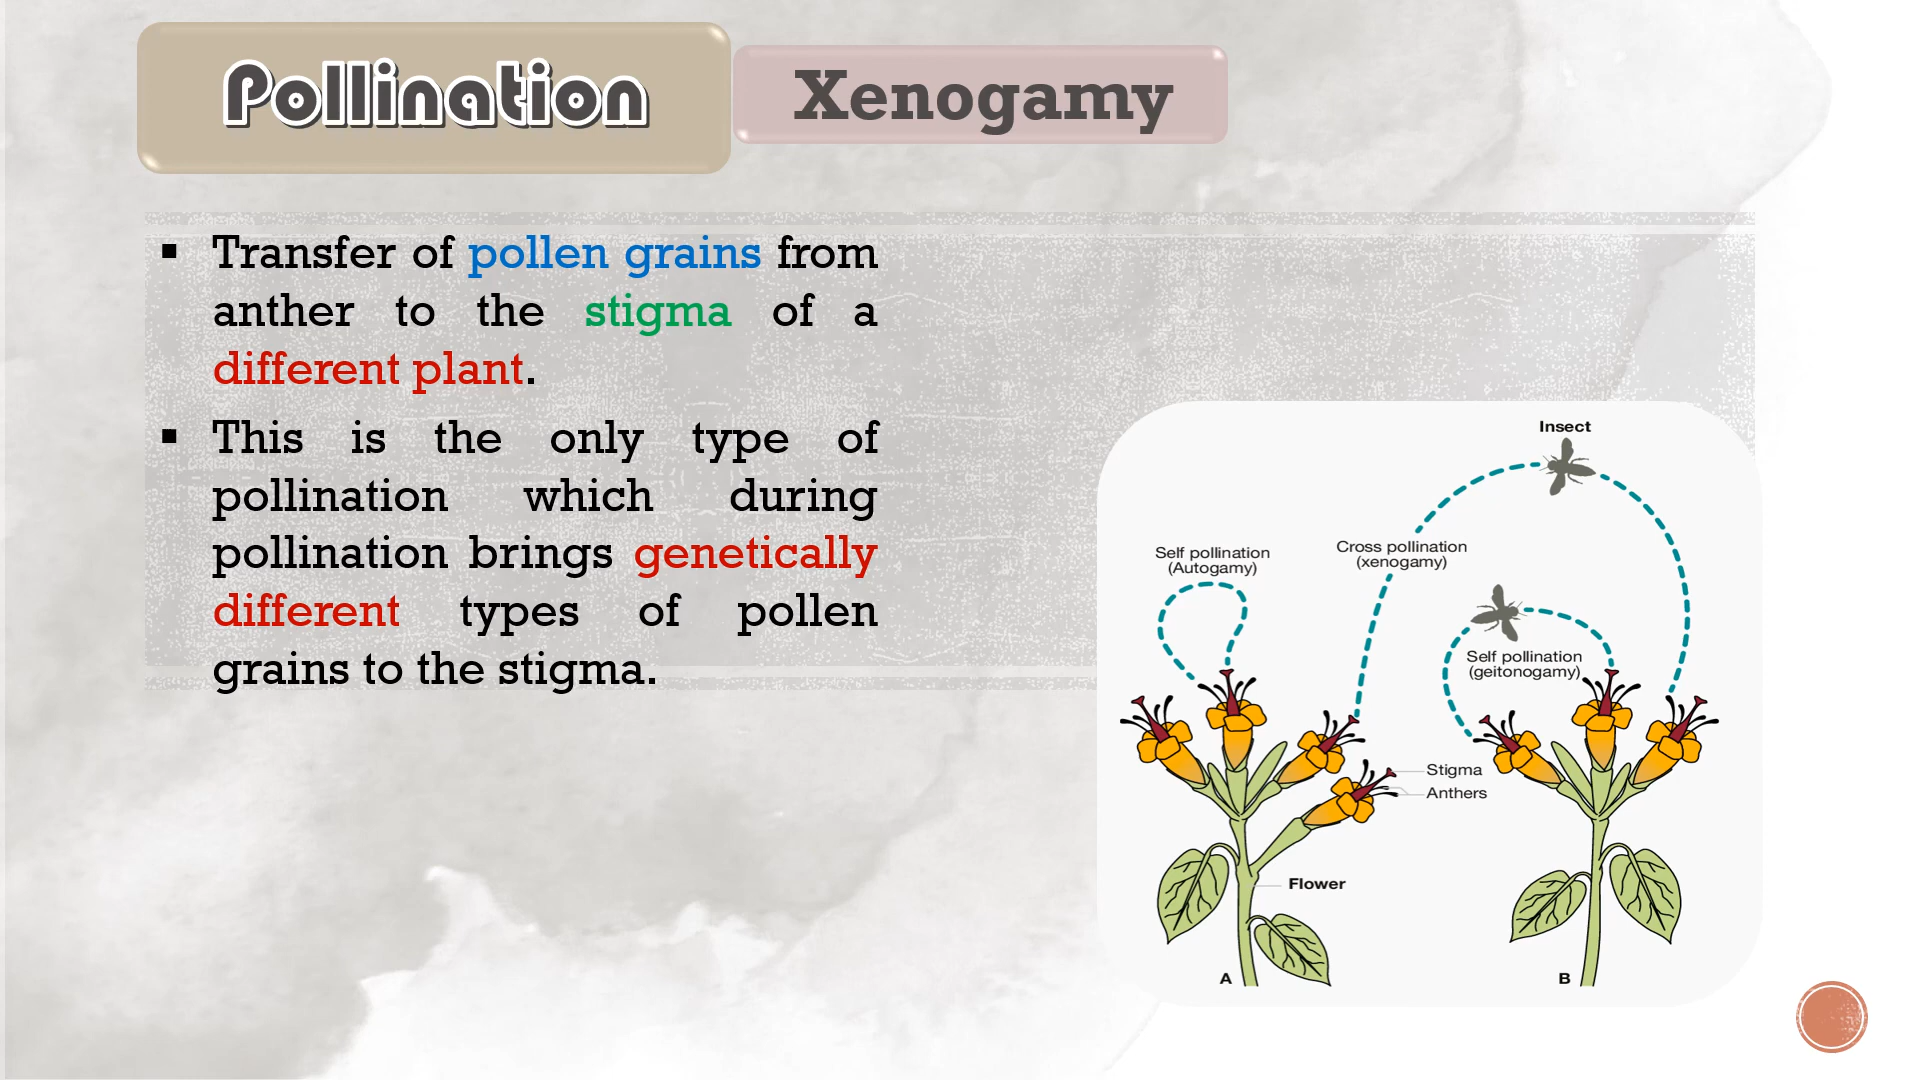 Pollination
Xenogamy
▪ Transfer of pollen grains from
anther to the stigma of a
different plant.
▪ This is the only type of
pollination which during
pollination brings genetically
different types of pollen
grains to the stigma.
Insect
Cross pollination
(xenogamy)
Self pollination
(Autogamy)
Self pollination
(geitonogamy)
Stigma
Anthers
Flower
A
B